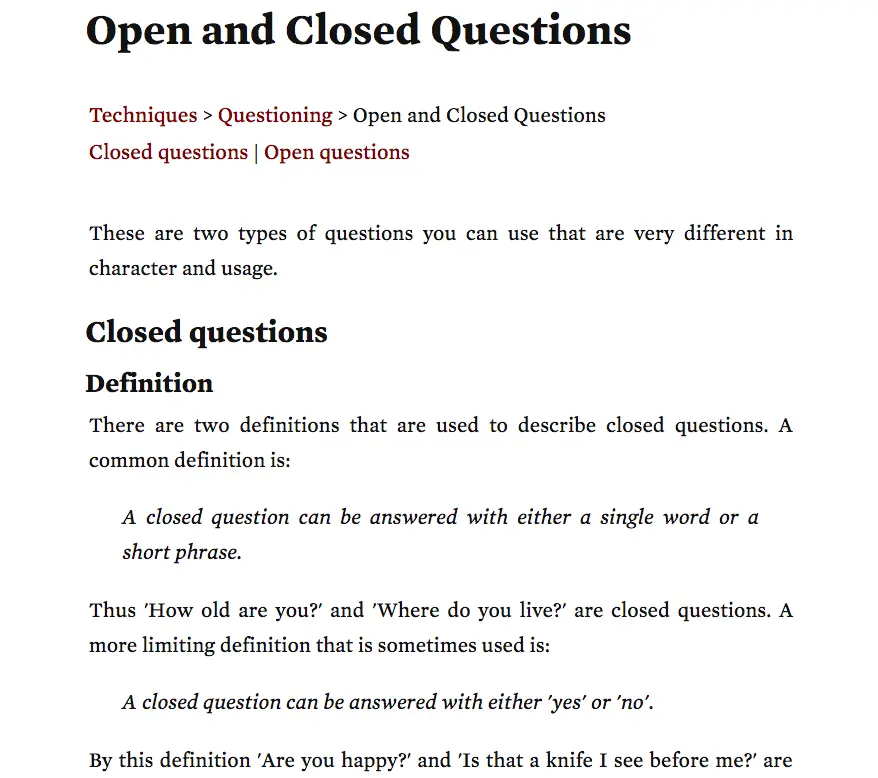 Open and Closed Questions
Techniques > Questioning > Open and Closed Questions
Closed questions | Open questions
These are two types of questions you can use that are very different in
character and usage.
Closed questions
Definition
There are two definitions that are used to describe closed questions. A
common definition is:
A closed question can be answered with either a single word or a
short phrase.
Thus 'How old are you?' and 'Where do you live?' are closed questions. A
more limiting definition that is sometimes used is:
A closed question can be answered with either 'yes' or 'no'.
By this definition 'Are you happy?' and 'Is that a knife I see before me?' are